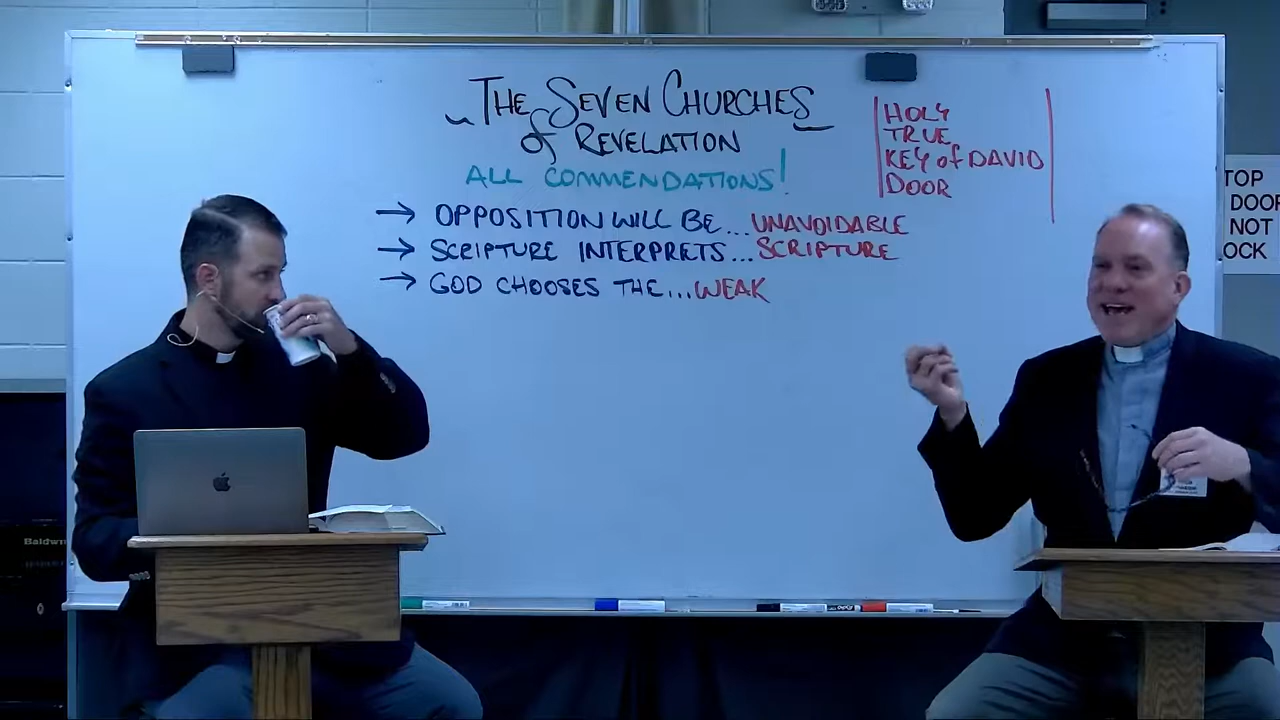 THE SEVEN CHURCHES
of REVELATION
ALL COMMENDATIONS!
→ OPPOSITION WILL BE...UNAVOIDABLE
→ SCRIPTURE INTERPRETS...SCRIPTURE
→ GOD CHOOSES THE...WEAK
HOLY
TRUE
KEY of DAVID
DOOR
TOP
DOOR
NOT
OCK
Baldw